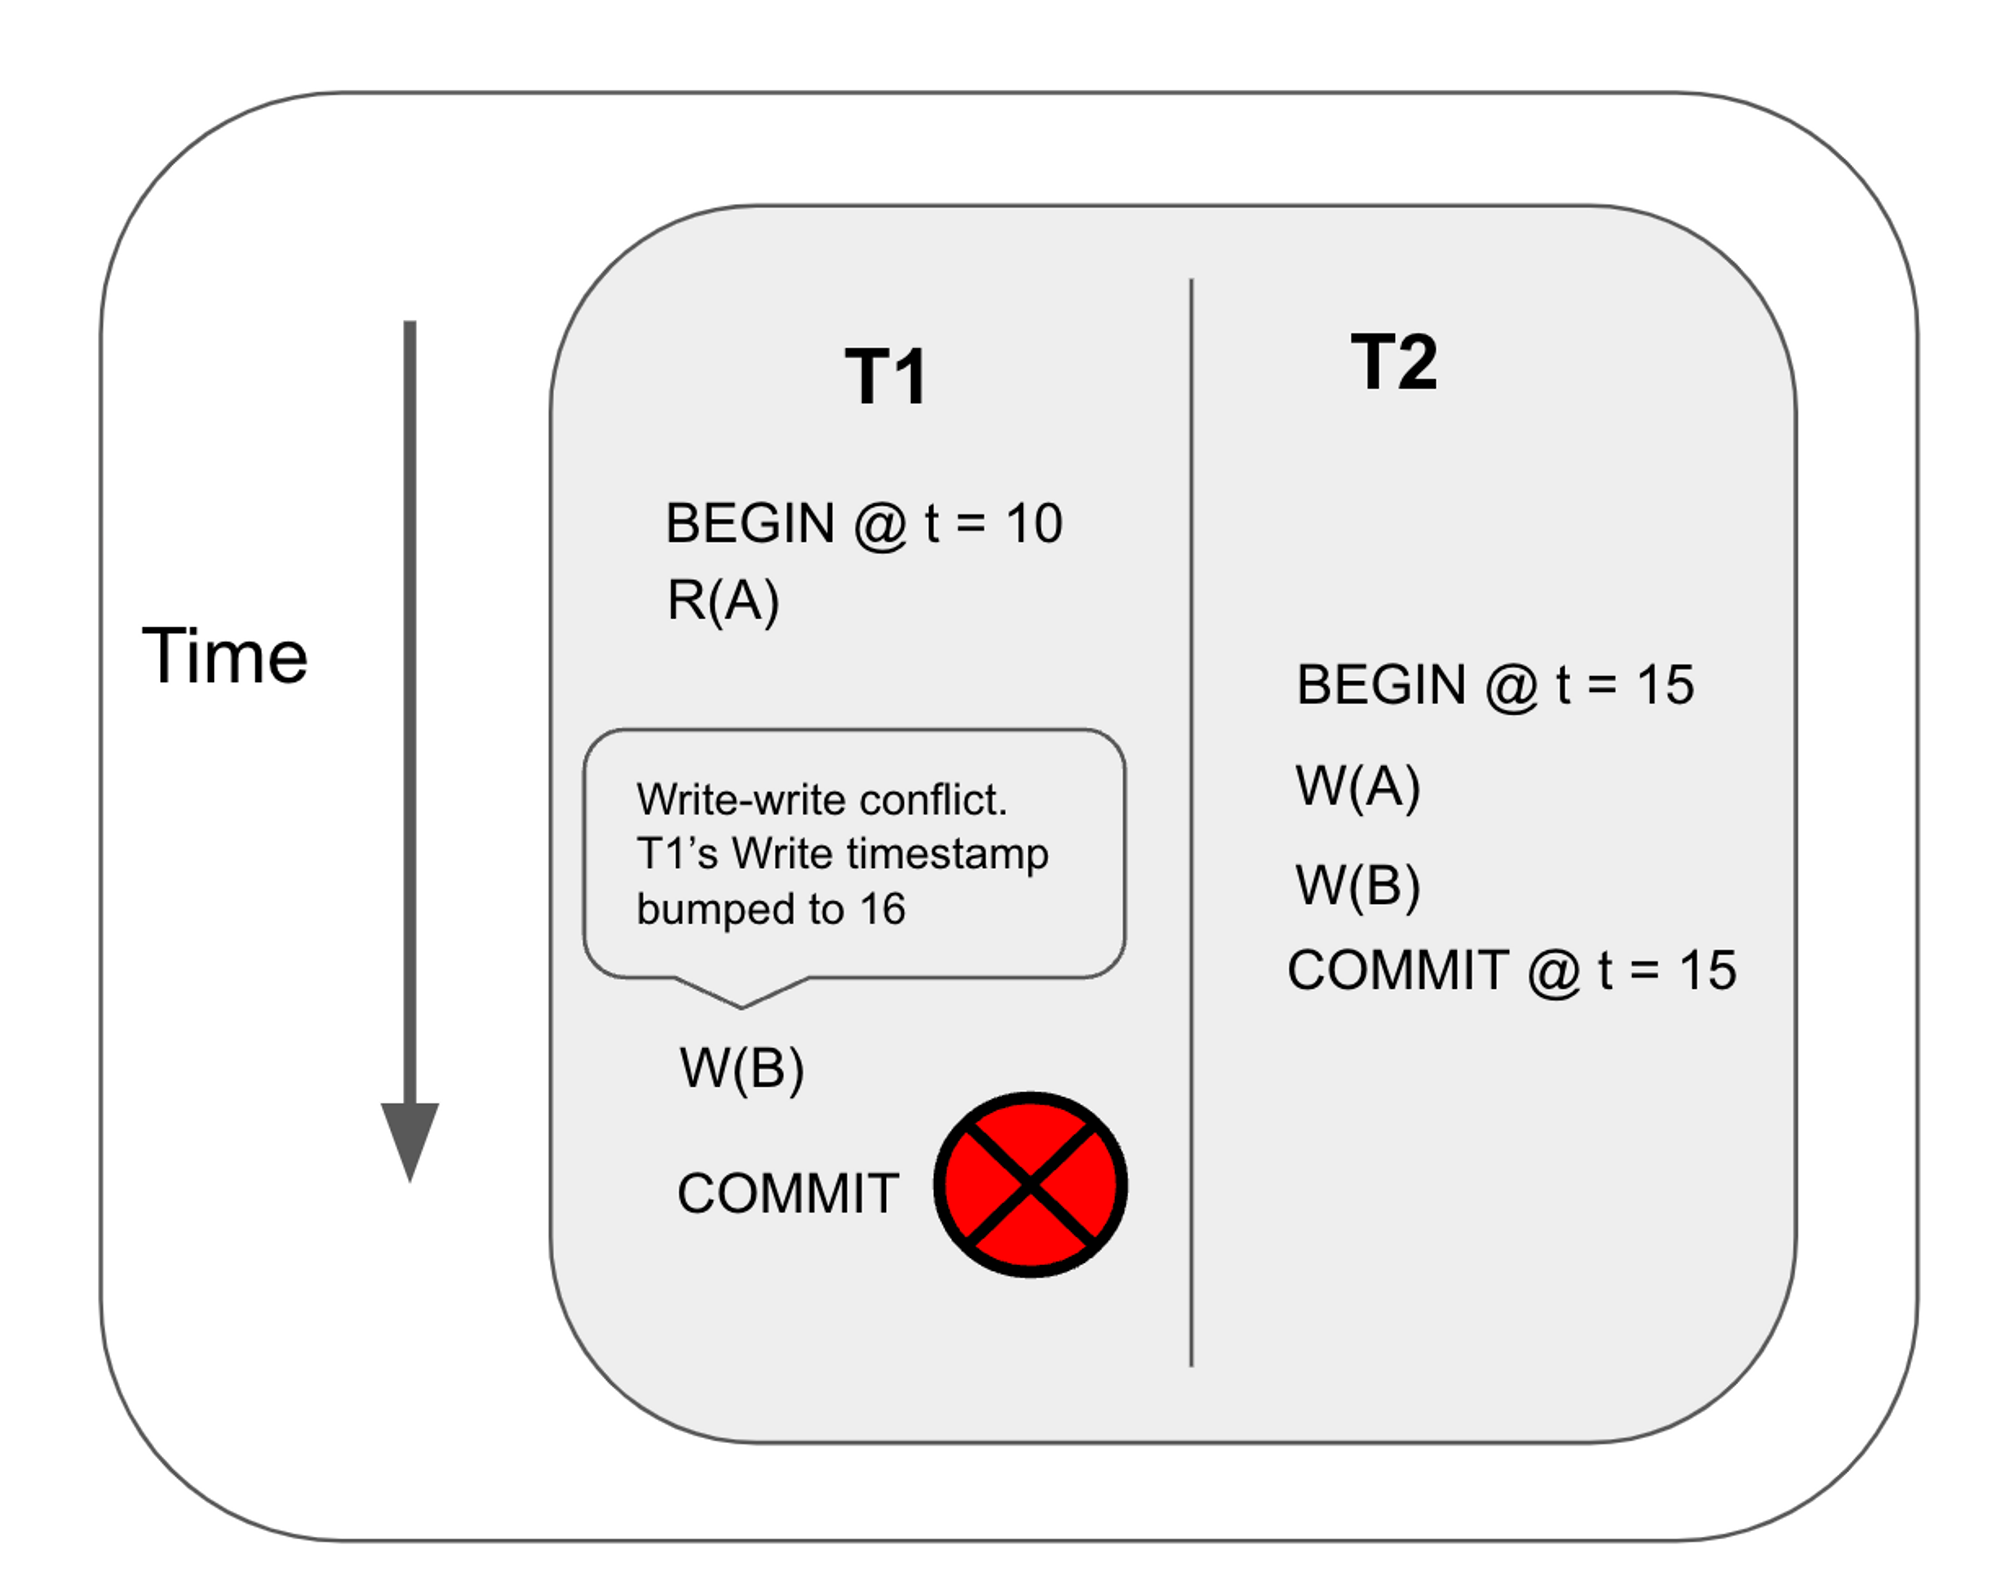 T1
T2
BEGIN @ t = 10
R(A)
Time
BEGIN @ t = 15
W(A)
Write-write conflict.
T1’s Write timestamp
bumped to 16
W(B)
COMMIT @ t = 15
W(B)
COMMIT